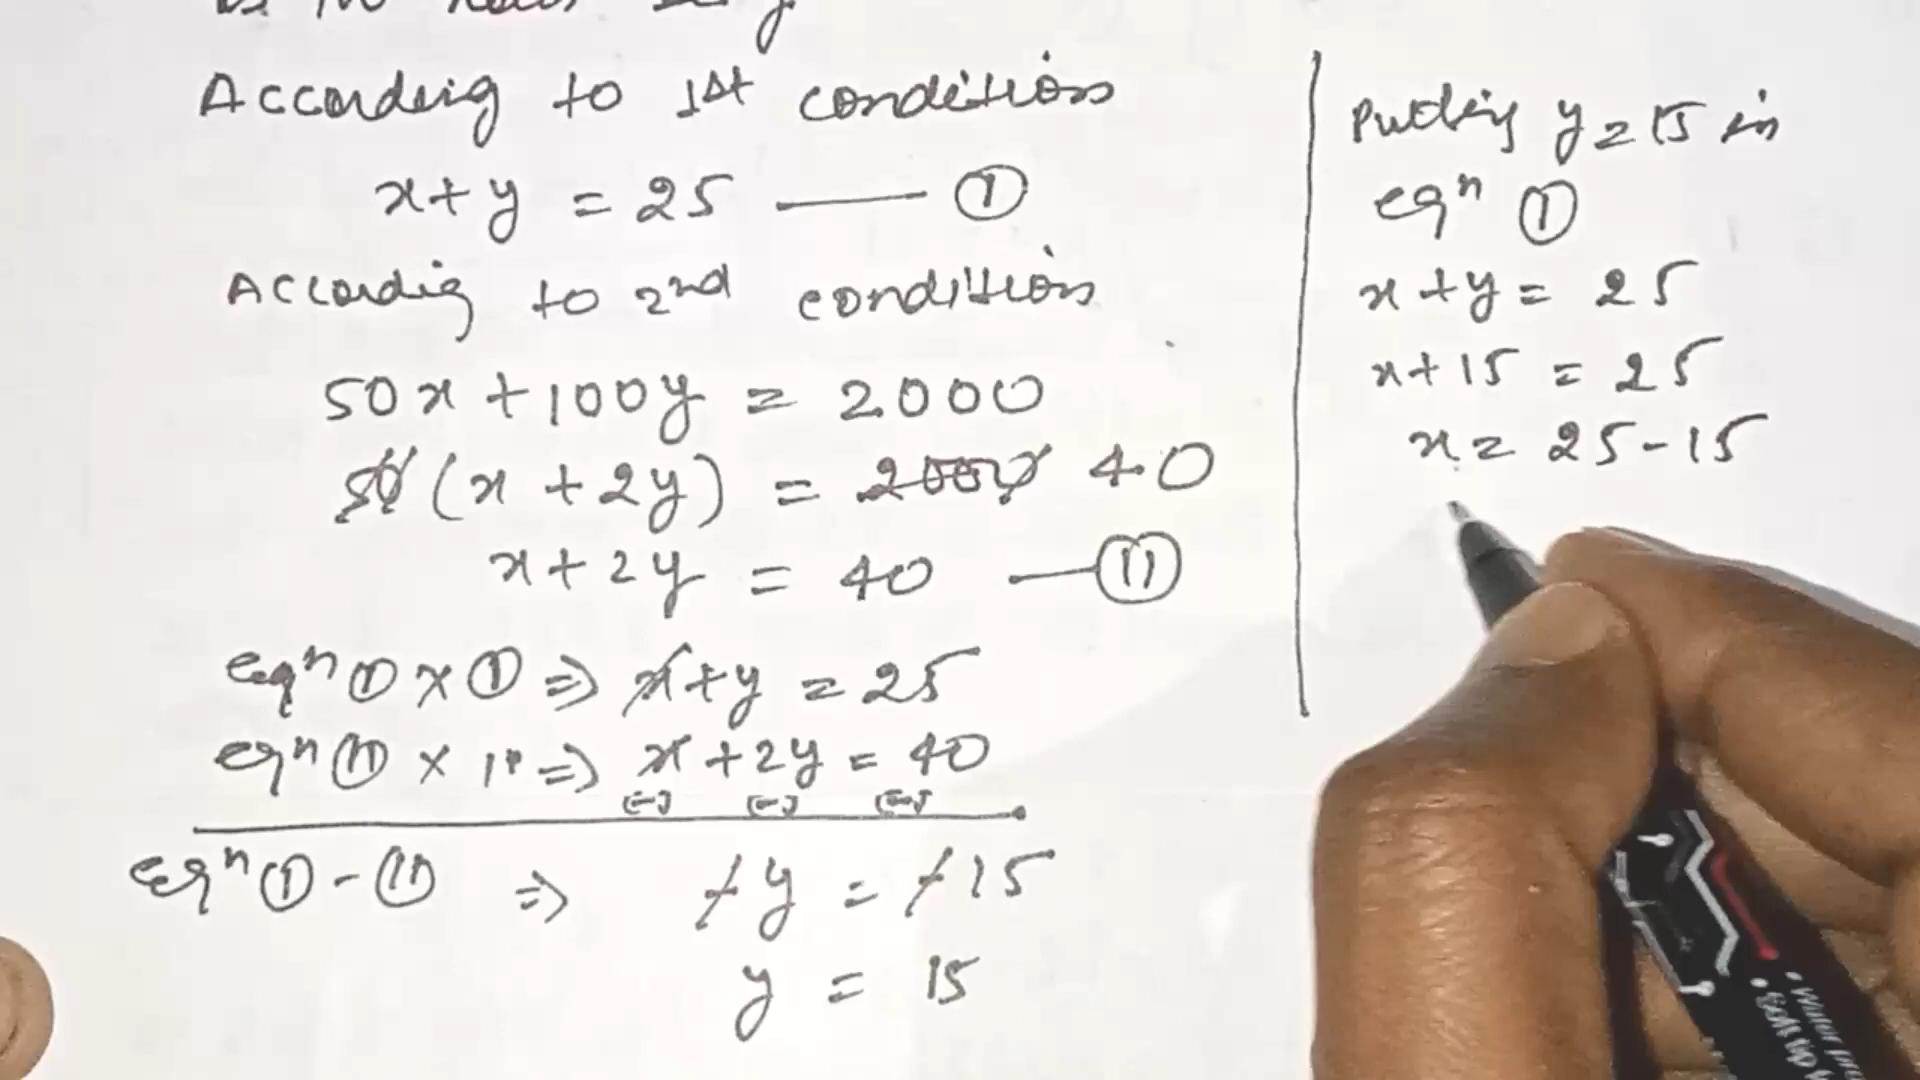 According to 1st condition
x+y = 25 —— ①
According to 2nd condition
50x + 100y = 2000
50 (x + 2y) = 2000 40
x + 2y = 40 — ⑪
eqⁿ ① × ① ⇒ x + y = 25
eqⁿ ⑪ × 1 ⇒ x + 2y = 40
(-) (-) (-)
eqⁿ ① - ⑪ ⇒ -y = -15
y = 15
Putting y = 15 in
eqⁿ ①
x + y = 25
x + 15 = 25
x = 25 - 15